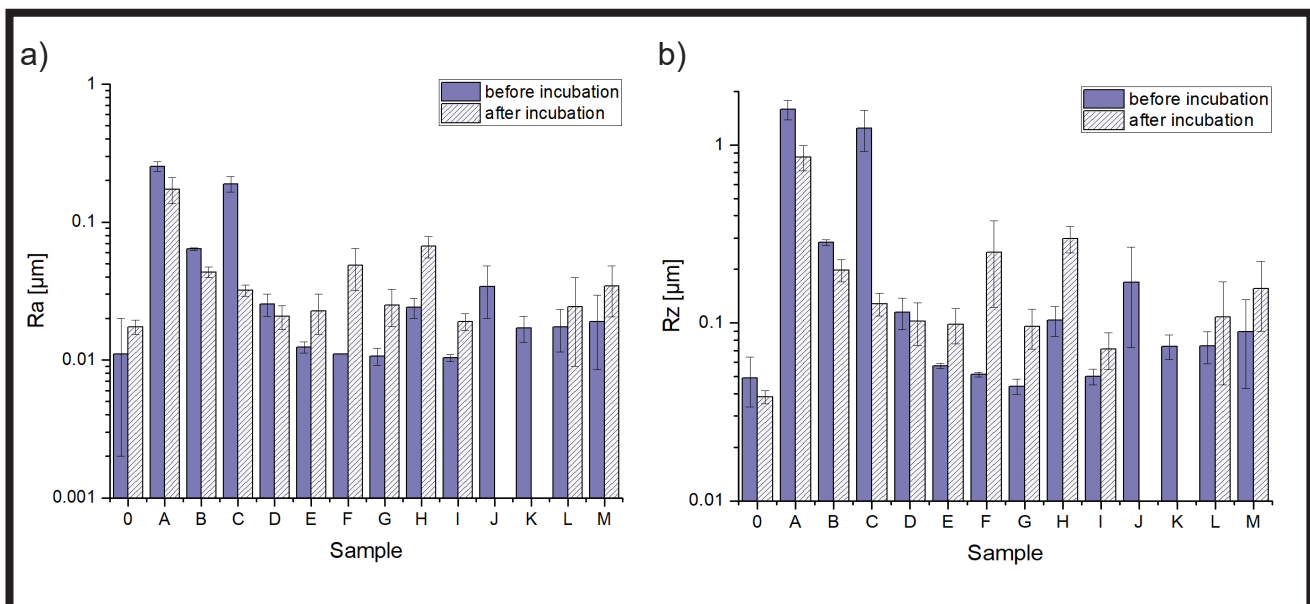 a)
before incubation
after incubation
1
0.1
0.01
0.001
Ra [µm]
0 A B C D E F G H I J K L M
Sample
b)
before incubation
after incubation
1
0.1
0.01
Rz [µm]
0 A B C D E F G H I J K L M
Sample